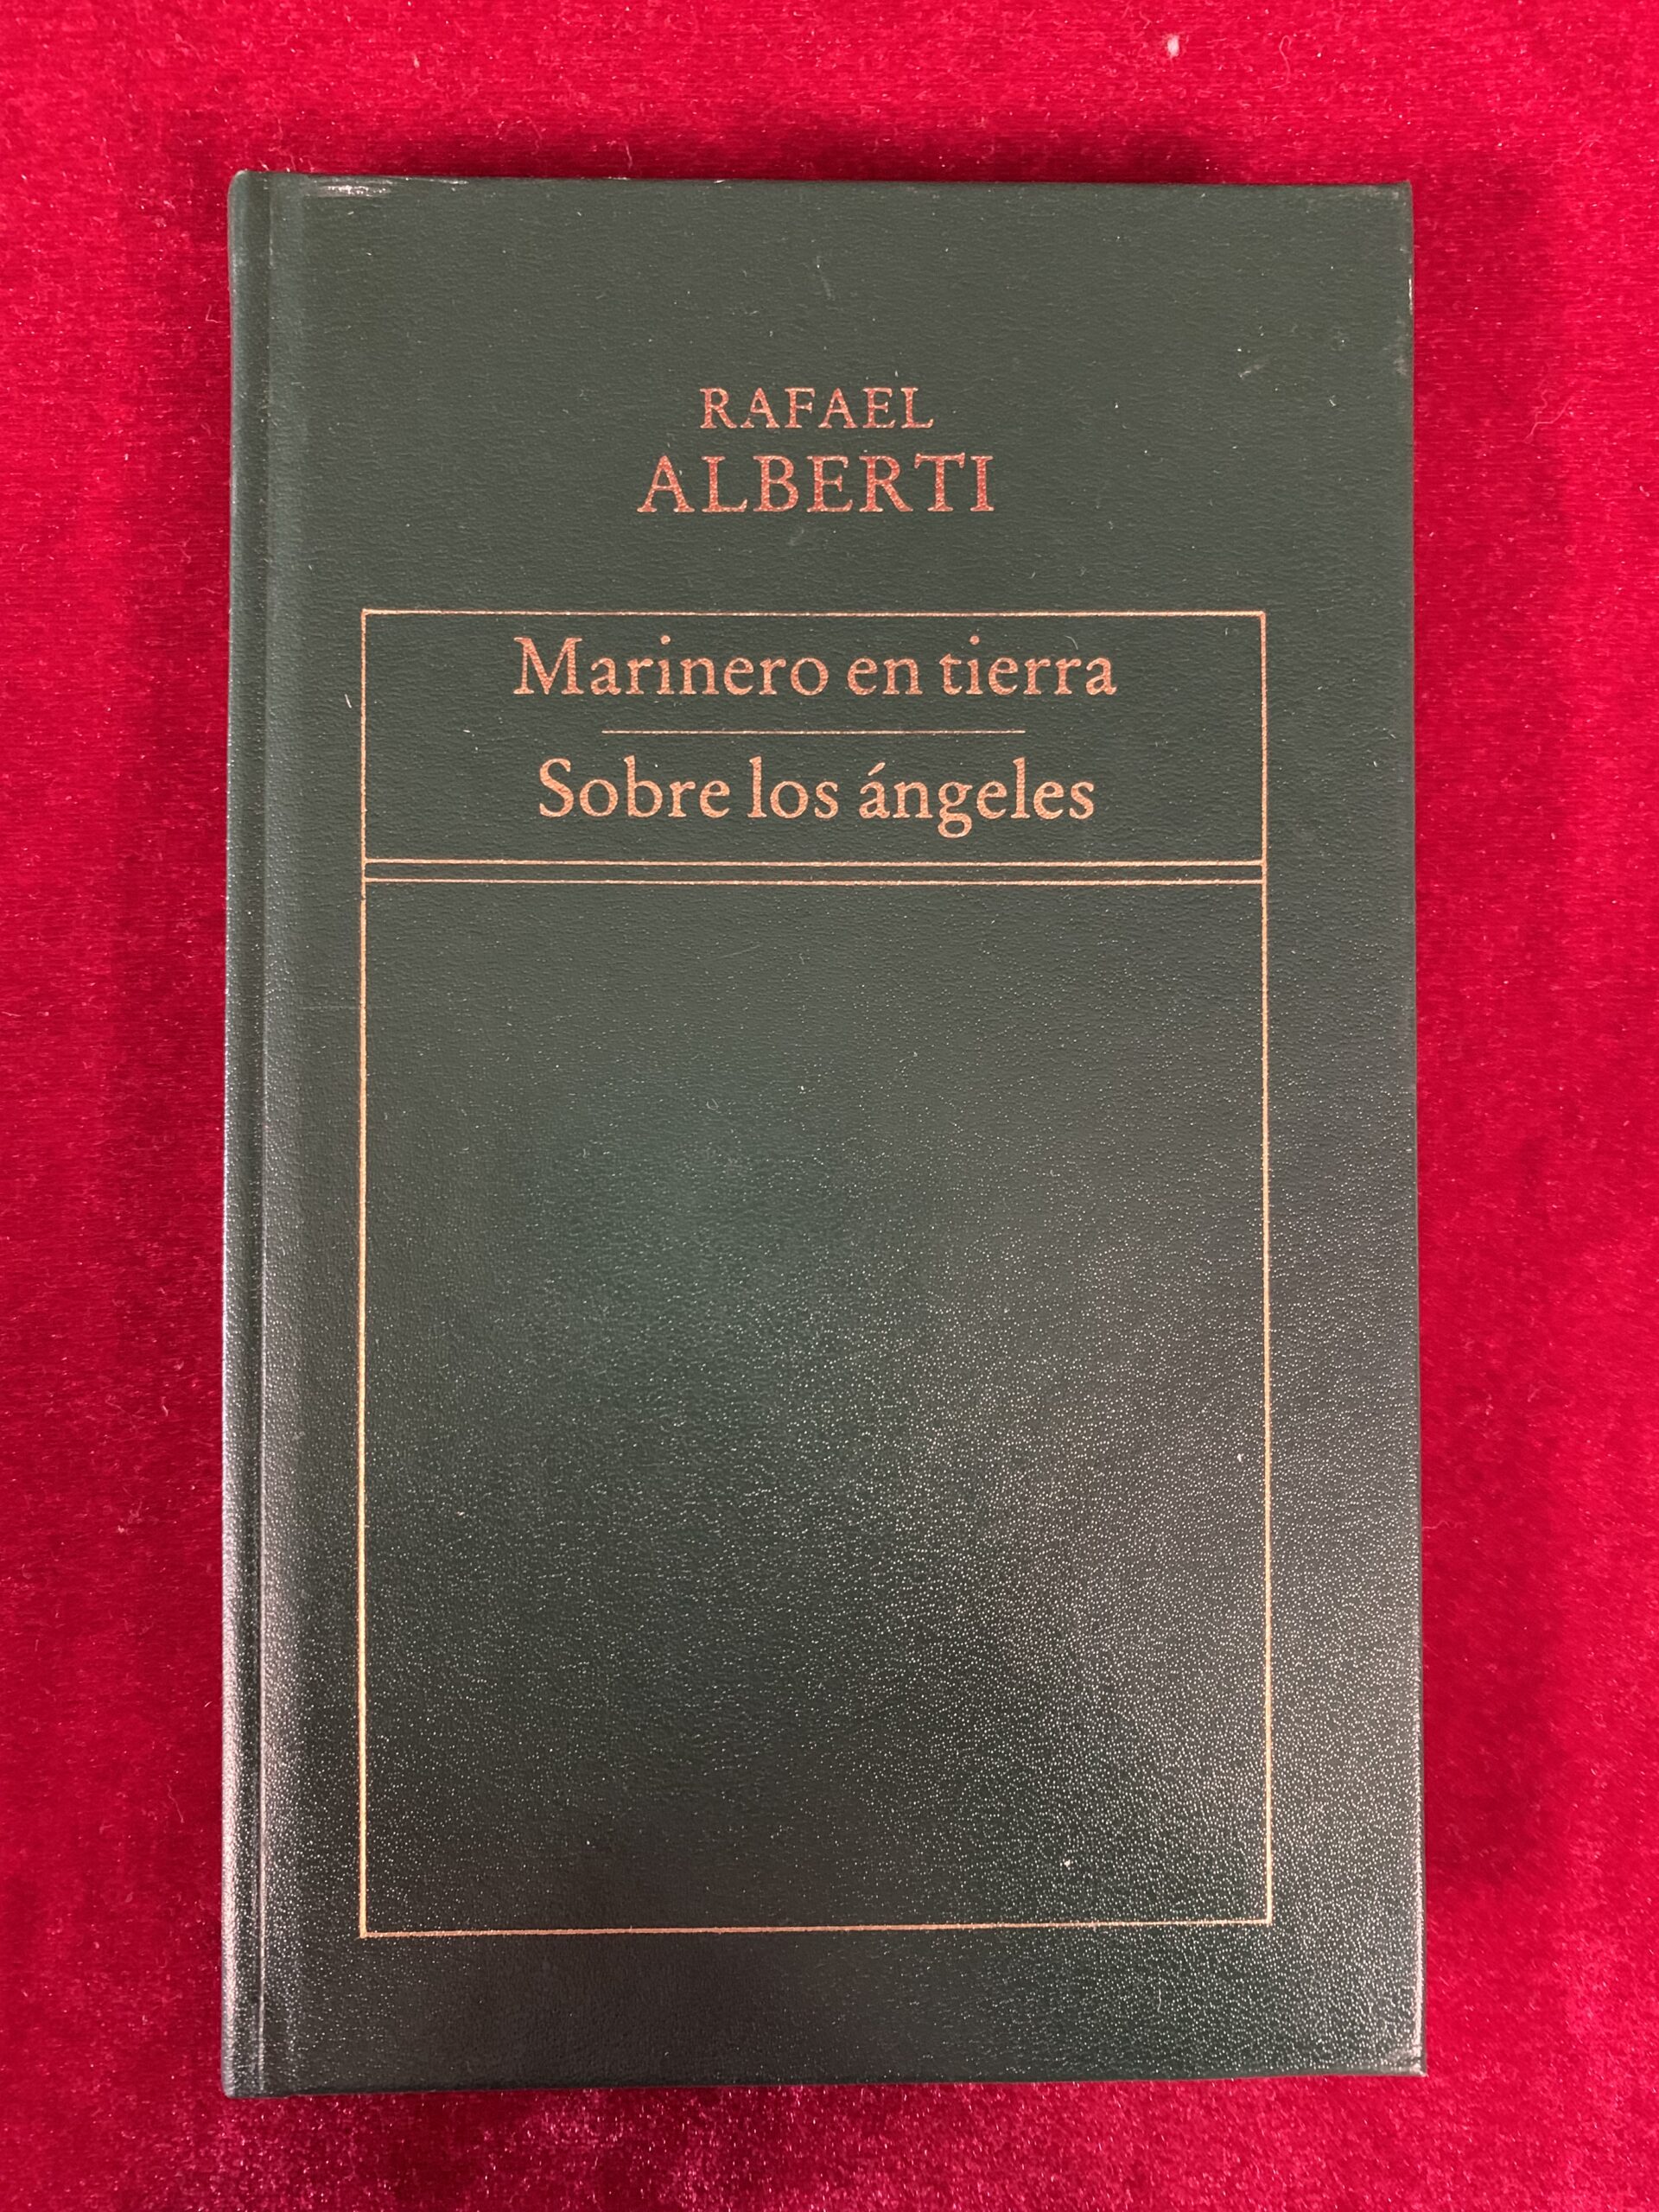 RAFAEL
ALBERTI
Marinero en tierra
Sobre los ángeles